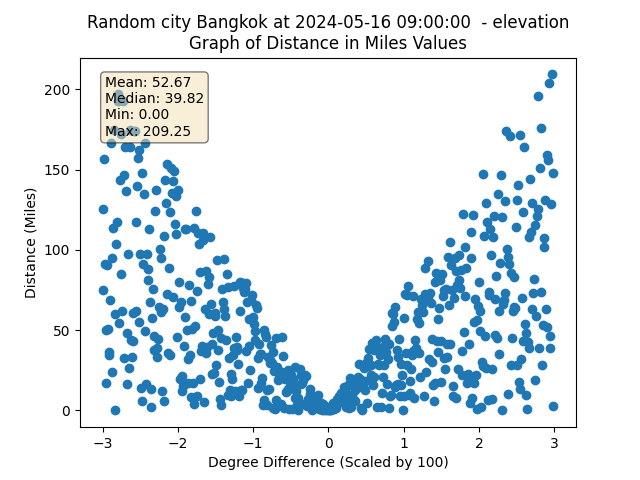 Random city Bangkok at 2024-05-16 09:00:00  - elevation
Graph of Distance in Miles Values
Mean: 52.67
Median: 39.82
Min: 0.00
Max: 209.25
Distance (Miles)
200
150
100
50
0
−3 −2 −1 0 1 2 3
Degree Difference (Scaled by 100)